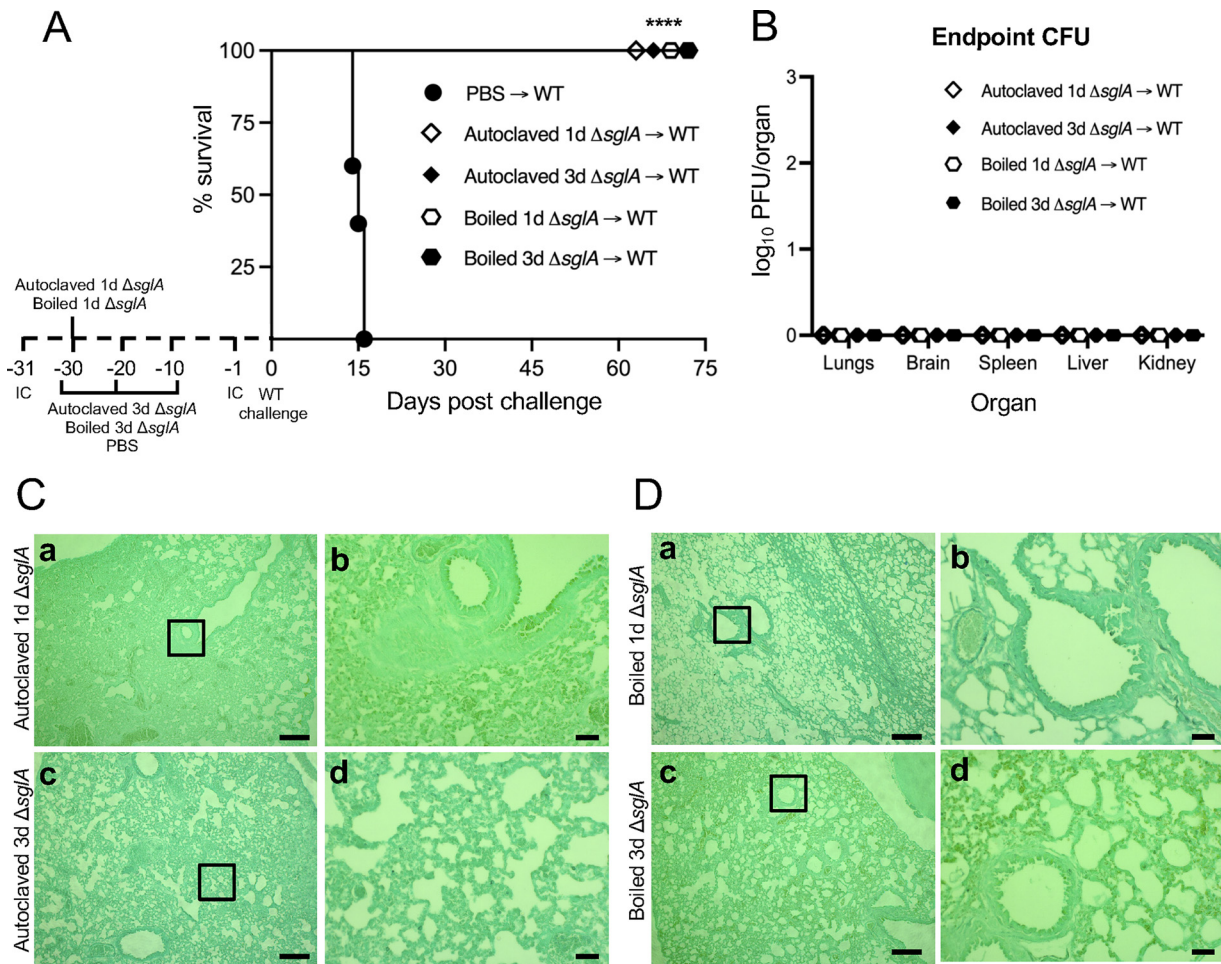 A
****
100
75
50
25
% survival
PBS → WT
Autoclaved 1d ΔsglA → WT
Autoclaved 3d ΔsglA → WT
Boiled 1d ΔsglA → WT
Boiled 3d ΔsglA → WT
0
15
30
45
60
75
Days post challenge
Autoclaved 1d ΔsglA
Boiled 1d ΔsglA
-31
-30
-20
-10
-1
IC
IC
WT
challenge
Autoclaved 3d ΔsglA
Boiled 3d ΔsglA
PBS
B
Endpoint CFU
3
2
1
0
log₁₀ PFU/organ
Autoclaved 1d ΔsglA → WT
Autoclaved 3d ΔsglA → WT
Boiled 1d ΔsglA → WT
Boiled 3d ΔsglA → WT
Lungs
Brain
Spleen
Liver
Kidney
Organ
C
Autoclaved 1d ΔsglA
a
b
Autoclaved 3d ΔsglA
c
d
D
Boiled 1d ΔsglA
a
b
Boiled 3d ΔsglA
c
d